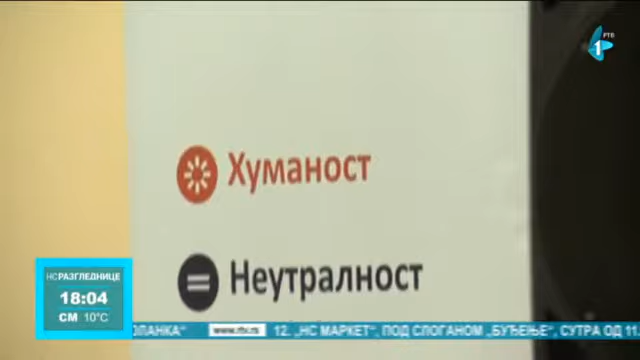 РТВ
1
Хуманост
Неутралност
НС РАЗГЛЕДНИЦЕ
18:04
СМ 10°C
ОПАНКА“ www.rtv.rs 12. „НС МАРКЕТ“, ПОД СЛОГАНОМ „БУЂЕЊЕ“, СУТРА ОД 11.